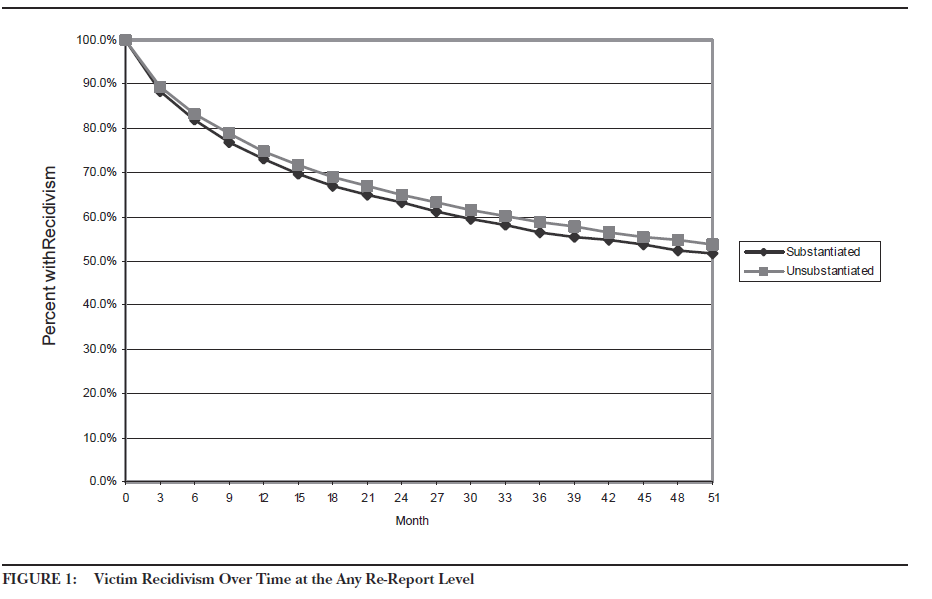 100.0%
90.0%
80.0%
70.0%
60.0%
50.0%
40.0%
30.0%
20.0%
10.0%
0.0%
0 3 6 9 12 15 18 21 24 27 30 33 36 39 42 45 48 51
Month
Percent withRecidivism
Substantiated
Unsubstantiated
FIGURE 1: Victim Recidivism Over Time at the Any Re-Report Level